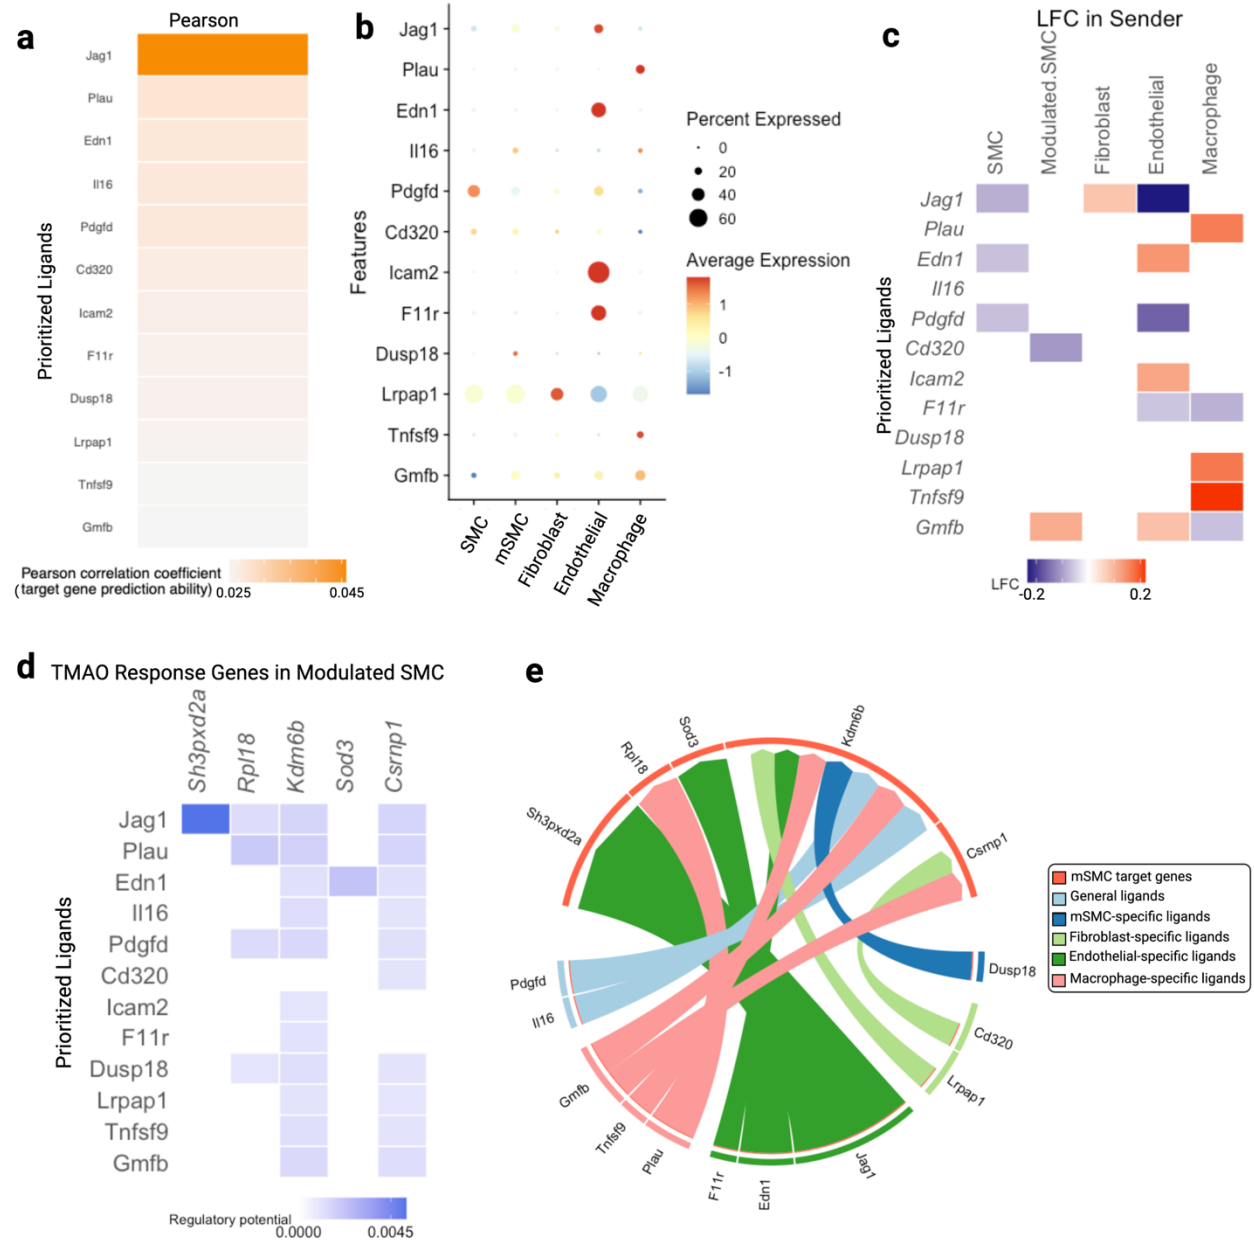 a
Pearson
Prioritized Ligands
Jag1
Plau
Edn1
Il16
Pdgfd
Cd320
Icam2
F11r
Dusp18
Lrpap1
Tnfsf9
Gmfb
Pearson correlation coefficient
(target gene prediction ability)
0.025
0.045
b
Features
Jag1
Plau
Edn1
Il16
Pdgfd
Cd320
Icam2
F11r
Dusp18
Lrpap1
Tnfsf9
Gmfb
SMC
mSMC
Fibroblast
Endothelial
Macrophage
Percent Expressed
0
20
40
60
Average Expression
1
0
-1
c
LFC in Sender
SMC
Modulated.SMC
Fibroblast
Endothelial
Macrophage
Prioritized Ligands
Jag1
Plau
Edn1
Il16
Pdgfd
Cd320
Icam2
F11r
Dusp18
Lrpap1
Tnfsf9
Gmfb
LFC
-0.2
0.2
d
TMAO Response Genes in Modulated SMC
Sh3pxd2a
Rpl18
Kdm6b
Sod3
Csrnp1
Prioritized Ligands
Jag1
Plau
Edn1
Il16
Pdgfd
Cd320
Icam2
F11r
Dusp18
Lrpap1
Tnfsf9
Gmfb
Regulatory potential
0.0000
0.0045
e
Sh3pxd2a
Rpl18
Sod3
Kdm6b
Csrnp1
Dusp18
Cd320
Lrpap1
Jag1
Edn1
F11r
Plau
Tnfsf9
Gmfb
Il16
Pdgfd
mSMC target genes
General ligands
mSMC-specific ligands
Fibroblast-specific ligands
Endothelial-specific ligands
Macrophage-specific ligands